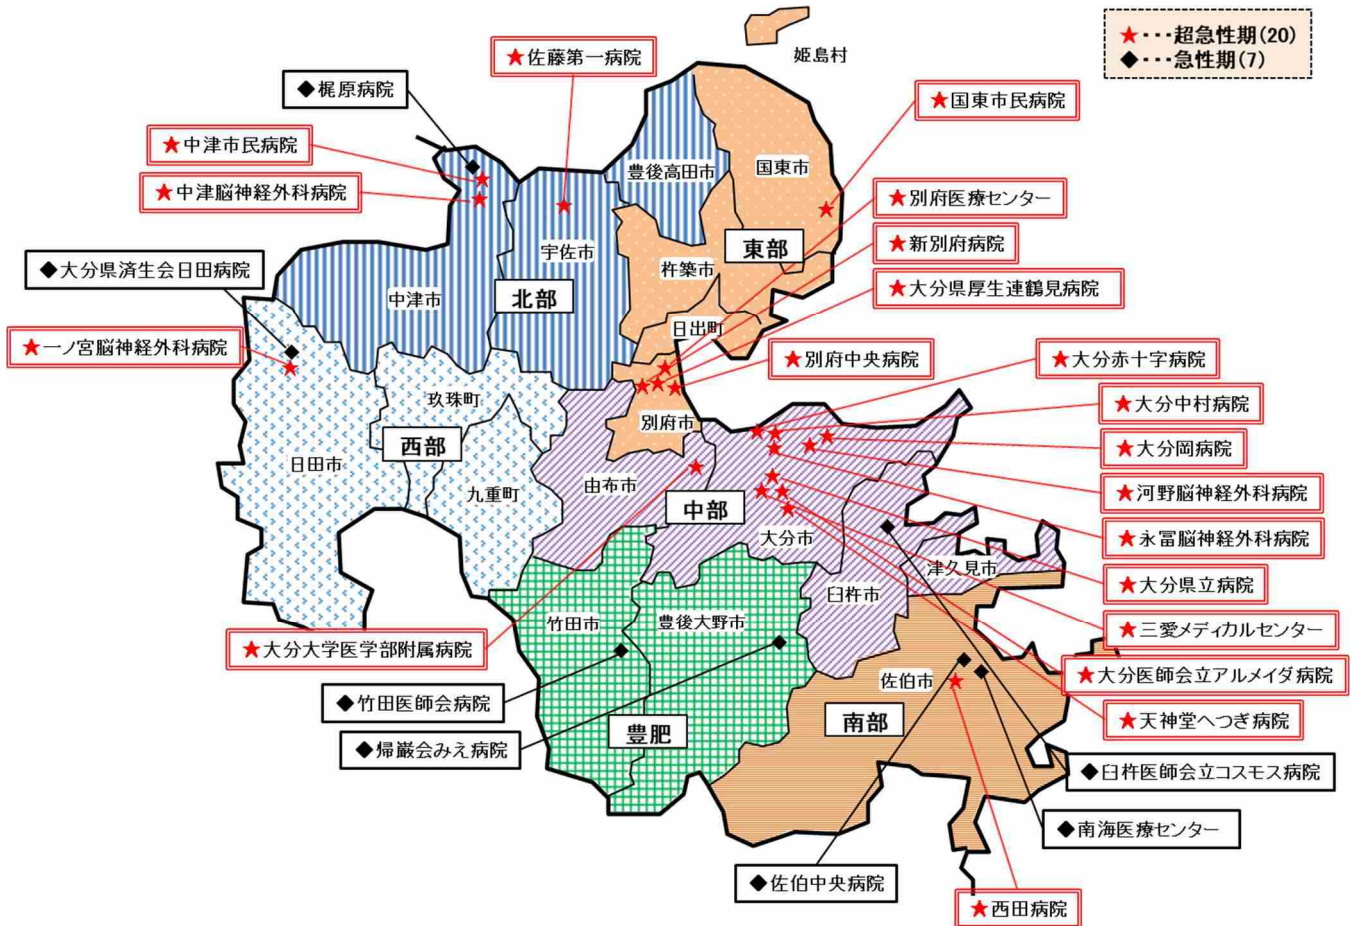 ★・・・超急性期(20)
◆・・・急性期(7)
姫島村
★佐藤第一病院
◆梶原病院
★国東市民病院
★中津市民病院
★中津脳神経外科病院
豊後高田市
国東市
★別府医療センター
★新別府病院
★大分県厚生連鶴見病院
東部
宇佐市
杵築市
◆大分県済生会日田病院
中津市
北部
日出町
★一ノ宮脳神経外科病院
★別府中央病院
★大分赤十字病院
玖珠町
★大分中村病院
別府市
西部
★大分岡病院
日田市
九重町
由布市
★河野脳神経外科病院
中部
大分市
★永冨脳神経外科病院
津久見市
★大分県立病院
臼杵市
竹田市
豊後大野市
★三愛メディカルセンター
★大分大学医学部附属病院
★大分医師会立アルメイダ病院
佐伯市
◆竹田医師会病院
南部
★天神堂へつぎ病院
豊肥
◆帰巌会みえ病院
◆臼杵医師会立コスモス病院
◆南海医療センター
◆佐伯中央病院
★西田病院